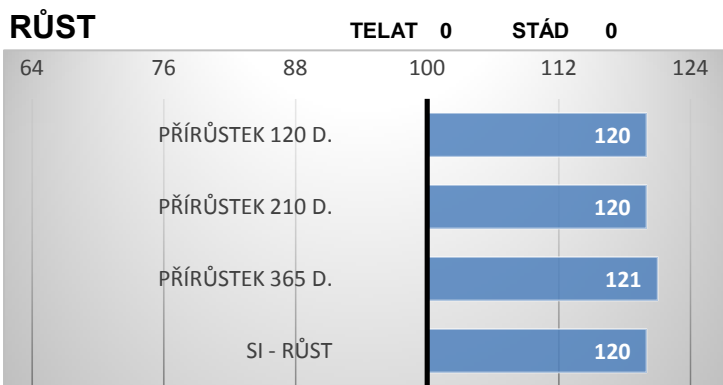 RŮST TELAT 0 STÁD 0
64 76 88 100 112 124
PŘÍRŮSTEK 120 D. 120
PŘÍRŮSTEK 210 D. 120
PŘÍRŮSTEK 365 D. 121
SI - RŮST 120